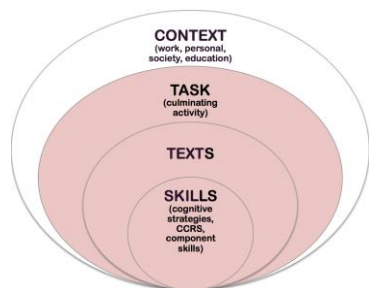 CONTEXT
(work, personal,
society, education)
TASK
(culminating
activity)
TEXTS
SKILLS
(cognitive
strategies,
CCRS,
component
skills)